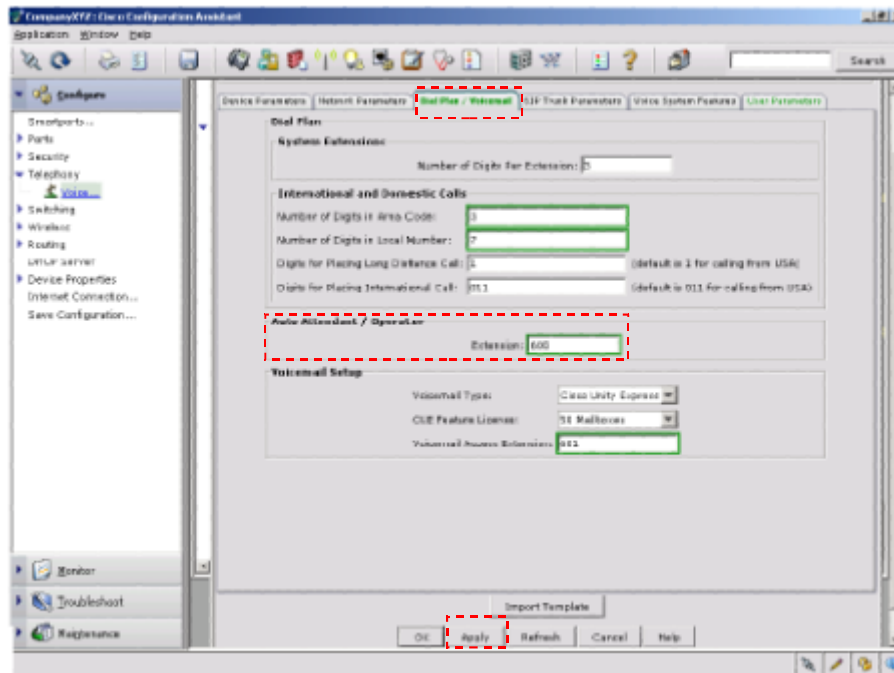 CompanyXYZ : Cisco Configuration Assistant
Application Window Help
Search
Configure
Smartports...
Ports
Security
Telephony
Voice...
Switching
Wireless
Routing
DHCP Server
Device Properties
Internet Connection...
Save Configuration...
Monitor
Troubleshoot
Maintenance
Device Parameters Network Parameters Dial Plan / Voicemail SIP Trunk Parameters Voice System Features User Parameters
Dial Plan
System Extensions
Number of Digits Per Extension: 3
International and Domestic Calls
Number of Digits in Area Code: 3
Number of Digits in Local Number: 7
Digits for Placing Long Distance Call: 1 (default is 1 for calling from USA)
Digits for Placing International Call: 011 (default is 011 for calling from USA)
Auto Attendant / Operator
Extension: 600
Voicemail Setup
Voicemail Type: Cisco Unity Express
CUE Feature License: 50 Mailboxes
Voicemail Access Extension: 601
Import Template
OK Apply Refresh Cancel Help